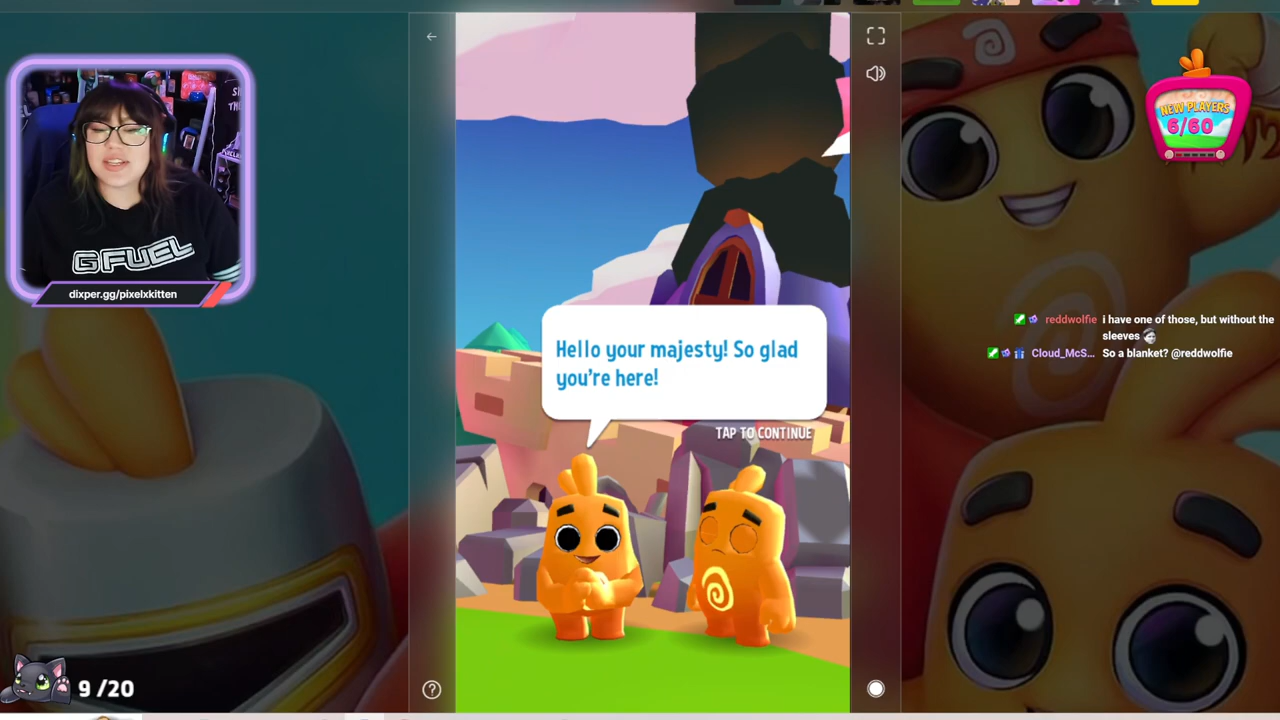 GFUEL
dixper.gg/pixelxkitten
Hello your majesty! So glad
you're here!
TAP TO CONTINUE
NEW PLAYERS
6/60
reddwolfie i have one of those, but without the
sleeves
Cloud_McS... So a blanket? @reddwolfie
9 /20